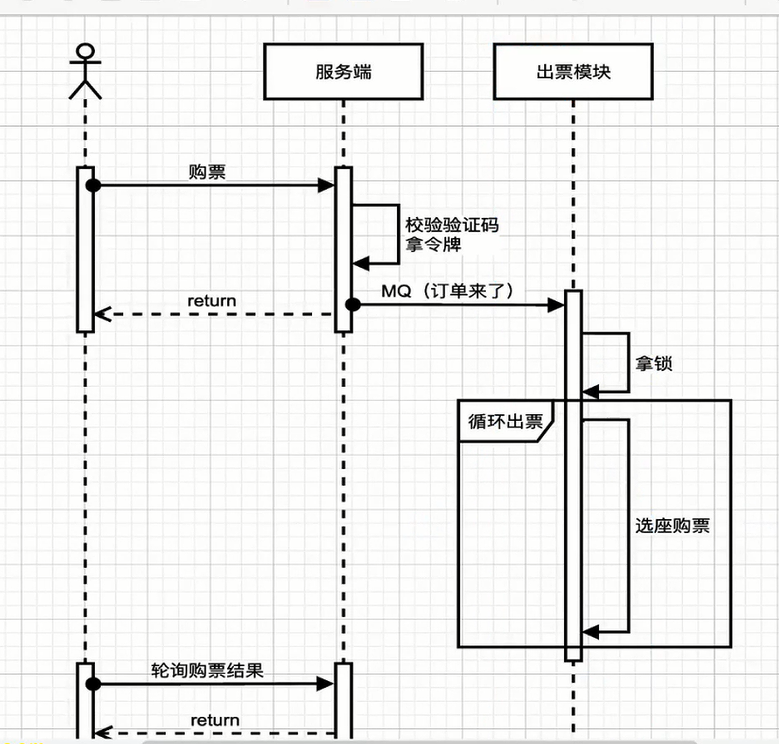 服务端
出票模块
购票
校验验证码
拿令牌
MQ（订单来了）
return
拿锁
循环出票
选座购票
轮询购票结果
return